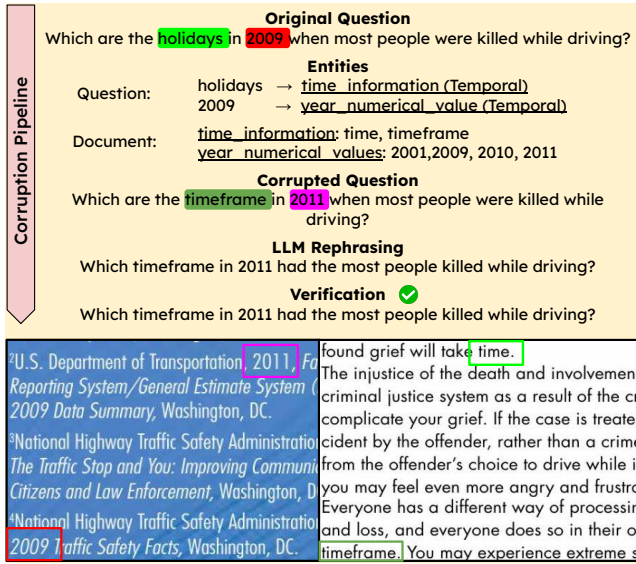 Corruption Pipeline
Original Question
Which are the holidays in 2009 when most people were killed while driving?
Entities
Question:
holidays → time_information (Temporal)
2009 → year_numerical_value (Temporal)
Document:
time_information: time, timeframe
year_numerical_values: 2001,2009, 2010, 2011
Corrupted Question
Which are the timeframe in 2011 when most people were killed while
driving?
LLM Rephrasing
Which timeframe in 2011 had the most people killed while driving?
Verification
Which timeframe in 2011 had the most people killed while driving?
²U.S. Department of Transportation, 2011, Fa
Reporting System/General Estimate System (
2009 Data Summary, Washington, DC.
³National Highway Traffic Safety Administration
The Traffic Stop and You: Improving Communic
Citizens and Law Enforcement, Washington, D
⁴National Highway Traffic Safety Administration
2009 Traffic Safety Facts, Washington, DC.
found grief will take time.
The injustice of the death and involvemen
criminal justice system as a result of the cr
complicate your grief. If the case is treate
cident by the offender, rather than a crime
from the offender's choice to drive while i
you may feel even more angry and frustra
Everyone has a different way of processin
and loss, and everyone does so in their o
timeframe. You may experience extreme s